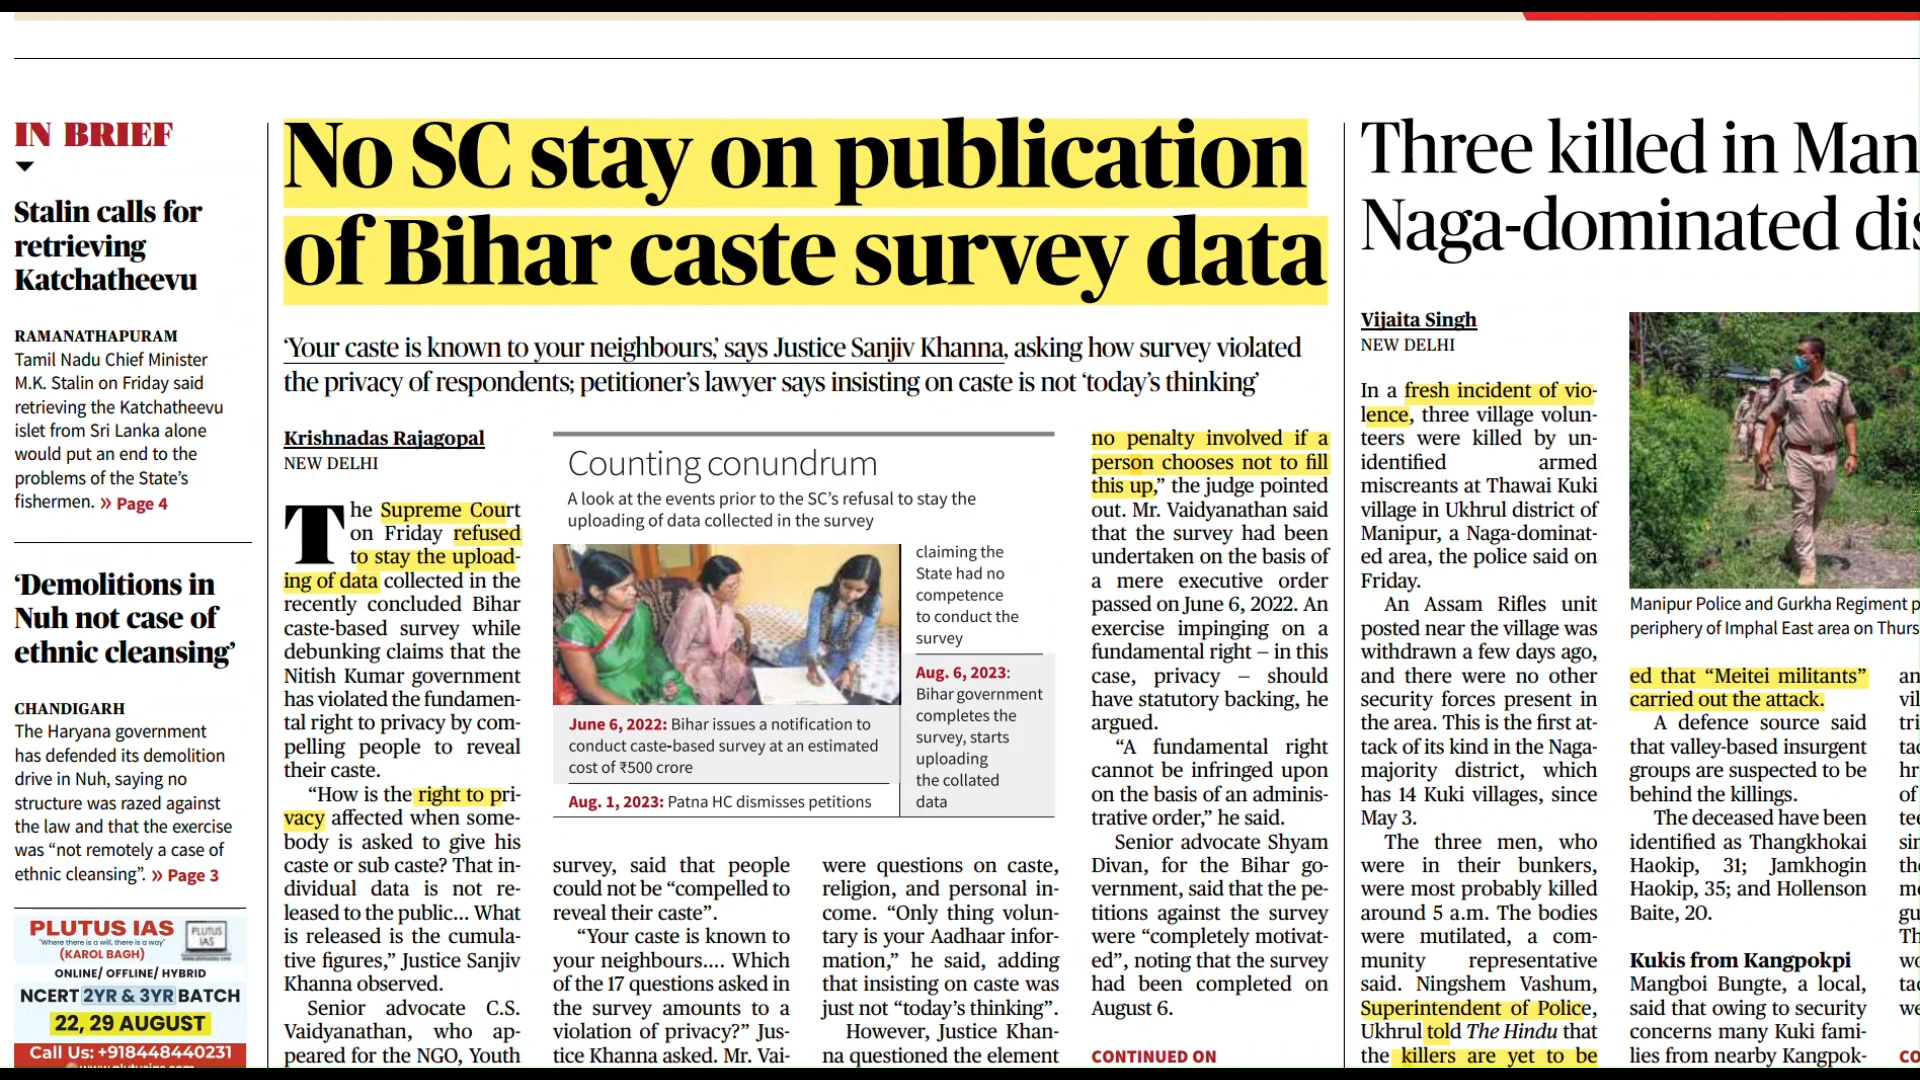 IN BRIEF
Stalin calls for
retrieving
Katchatheevu
RAMANATHAPURAM
Tamil Nadu Chief Minister
M.K. Stalin on Friday said
retrieving the Katchatheevu
islet from Sri Lanka alone
would put an end to the
problems of the State's
fishermen. » Page 4
'Demolitions in
Nuh not case of
ethnic cleansing'
CHANDIGARH
The Haryana government
has defended its demolition
drive in Nuh, saying no
structure was razed against
the law and that the exercise
was "not remotely a case of
ethnic cleansing". » Page 3
PLUTUS IAS
"Where there is a will, there is a way"
(KAROL BAGH)
PLUTUS
IAS
ONLINE/ OFFLINE/ HYBRID
NCERT 2YR & 3YR BATCH
22, 29 AUGUST
Call Us: +918448440231
No SC stay on publication
of Bihar caste survey data
'Your caste is known to your neighbours,' says Justice Sanjiv Khanna, asking how survey violated
the privacy of respondents; petitioner's lawyer says insisting on caste is not 'today's thinking'
Krishnadas Rajagopal
NEW DELHI
The Supreme Court
on Friday refused
to stay the upload-
ing of data collected in the
recently concluded Bihar
caste-based survey while
debunking claims that the
Nitish Kumar government
has violated the fundamen-
tal right to privacy by com-
pelling people to reveal
their caste.
"How is the right to pri-
vacy affected when some-
body is asked to give his
caste or sub caste? That in-
dividual data is not re-
leased to the public... What
is released is the cumula-
tive figures," Justice Sanjiv
Khanna observed.
Senior advocate C.S.
Vaidyanathan, who ap-
peared for the NGO, Youth
Counting conundrum
A look at the events prior to the SC's refusal to stay the
uploading of data collected in the survey
June 6, 2022: Bihar issues a notification to
conduct caste-based survey at an estimated
cost of ₹500 crore
Aug. 1, 2023: Patna HC dismisses petitions
claiming the
State had no
competence
to conduct the
survey
Aug. 6, 2023:
Bihar government
completes the
survey, starts
uploading
the collated
data
survey, said that people
could not be "compelled to
reveal their caste".
"Your caste is known to
your neighbours.... Which
of the 17 questions asked in
the survey amounts to a
violation of privacy?" Jus-
tice Khanna asked. Mr. Vai-
were questions on caste,
religion, and personal in-
come. "Only thing volun-
tary is your Aadhaar infor-
mation," he said, adding
that insisting on caste was
just not "today's thinking".
However, Justice Khan-
na questioned the element
no penalty involved if a
person chooses not to fill
this up," the judge pointed
out. Mr. Vaidyanathan said
that the survey had been
undertaken on the basis of
a mere executive order
passed on June 6, 2022. An
exercise impinging on a
fundamental right – in this
case, privacy – should
have statutory backing, he
argued.
"A fundamental right
cannot be infringed upon
on the basis of an adminis-
trative order," he said.
Senior advocate Shyam
Divan, for the Bihar go-
vernment, said that the pe-
titions against the survey
were "completely motivat-
ed", noting that the survey
had been completed on
August 6.
CONTINUED ON
Three killed in Man
Naga-dominated dis
Vijaita Singh
NEW DELHI
In a fresh incident of vio-
lence, three village volun-
teers were killed by un-
identified armed
miscreants at Thawai Kuki
village in Ukhrul district of
Manipur, a Naga-dominat-
ed area, the police said on
Friday.
An Assam Rifles unit
posted near the village was
withdrawn a few days ago,
and there were no other
security forces present in
the area. This is the first at-
tack of its kind in the Naga-
majority district, which
has 14 Kuki villages, since
May 3.
The three men, who
were in their bunkers,
were most probably killed
around 5 a.m. The bodies
were mutilated, a com-
munity representative
said. Ningshem Vashum,
Superintendent of Police,
Ukhrul told The Hindu that
the killers are yet to be
Manipur Police and Gurkha Regiment p
periphery of Imphal East area on Thurs
ed that "Meitei militants"
carried out the attack.
A defence source said
that valley-based insurgent
groups are suspected to be
behind the killings.
The deceased have been
identified as Thangkhokai
Haokip, 31; Jamkhogin
Haokip, 35; and Hollenson
Baite, 20.
Kukis from Kangpokpi
Mangboi Bungte, a local,
said that owing to security
concerns many Kuki fami-
lies from nearby Kangpok-